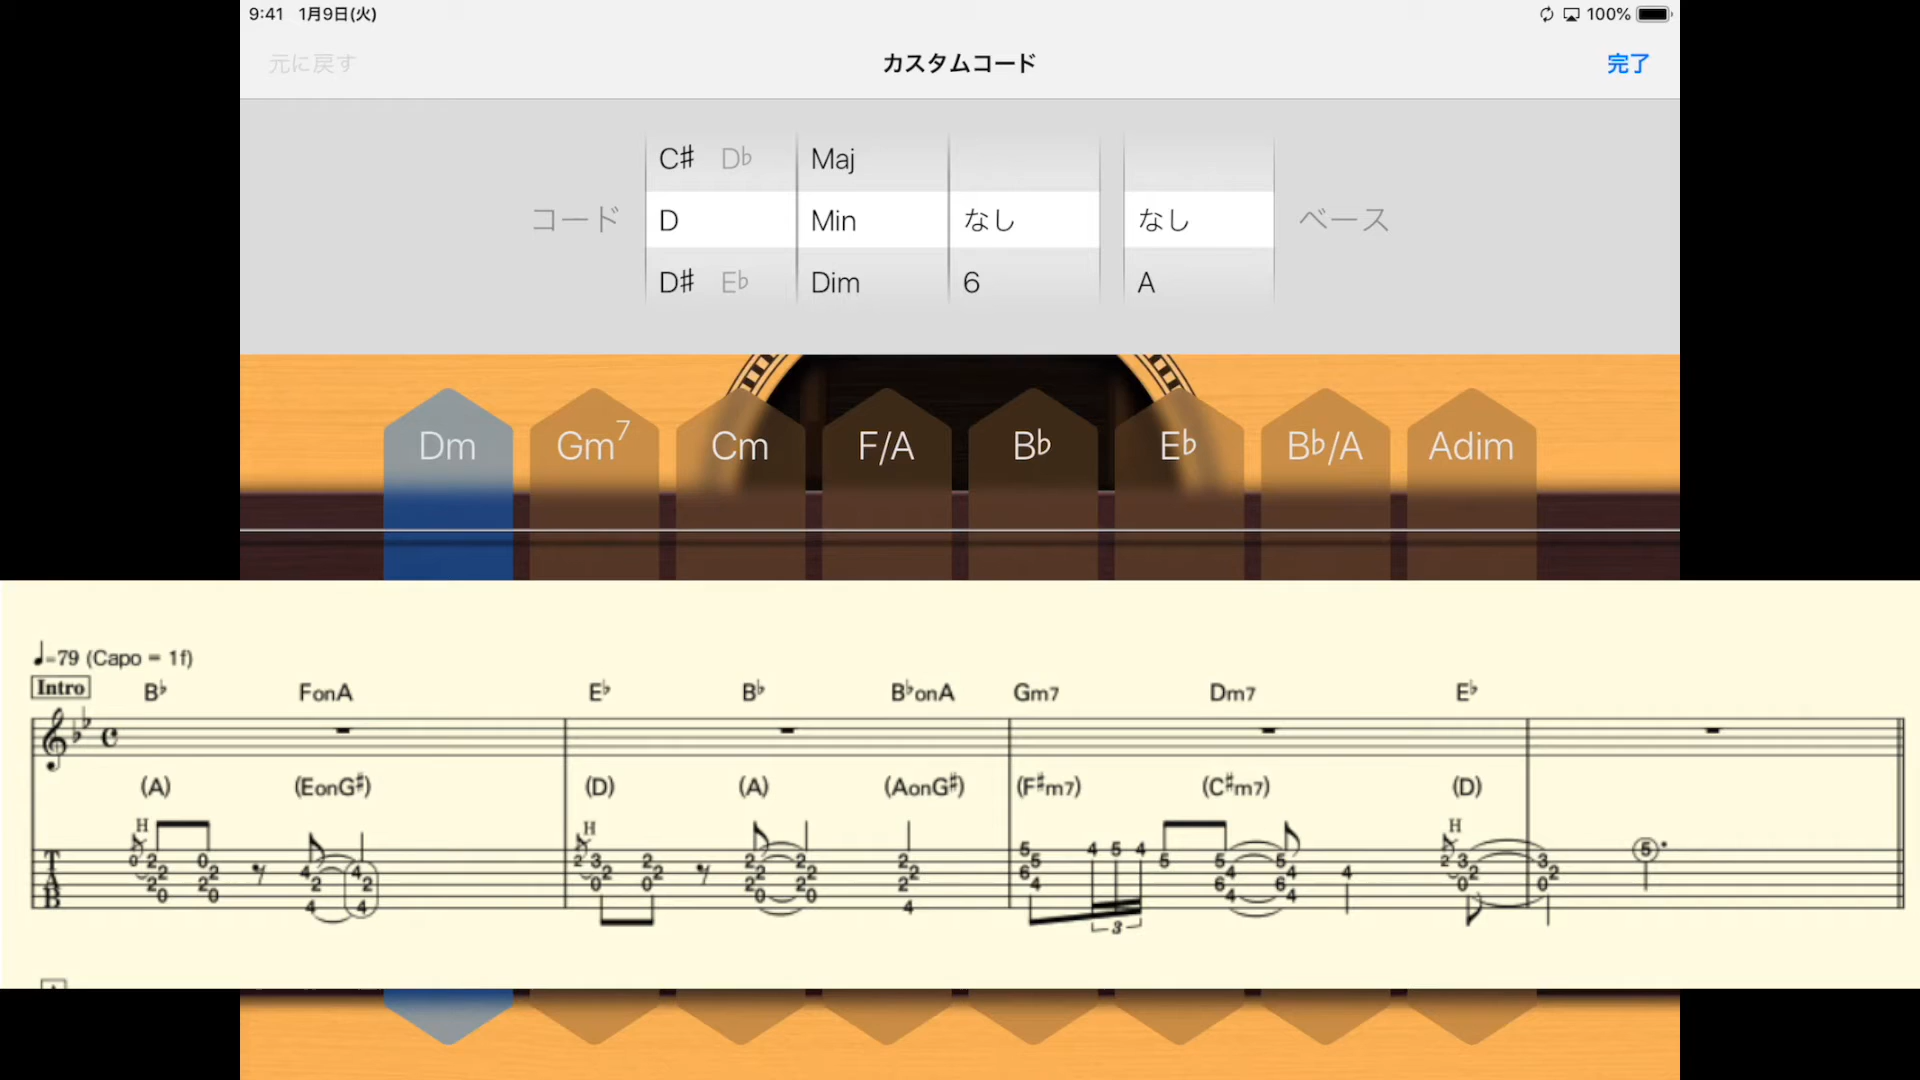 9:41 1月9日(火) 100%
元に戻す カスタムコード 完了
C♯ D♭ Maj
コード D Min なし なし ベース
D♯ E♭ Dim 6 A
Dm Gm7 Cm F/A B♭ E♭ B♭/A Adim
♩=79 (Capo = 1f)
Intro B♭ FonA E♭ B♭ B♭onA Gm7 Dm7 E♭
(A) (EonG♯) (D) (A) (AonG♯) (F♯m7) (C♯m7) (D)
H H H
TAB
3